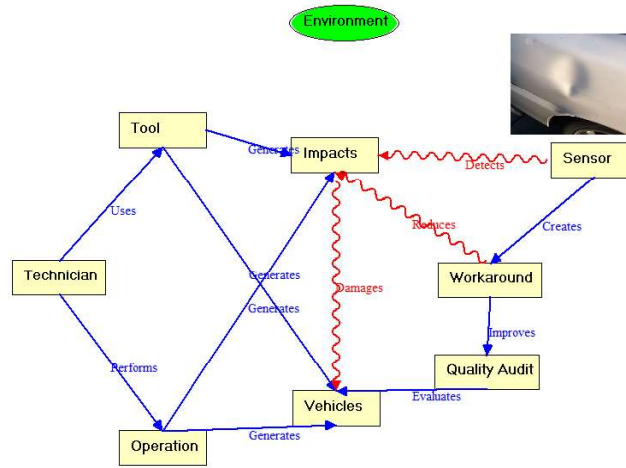 Environment
Tool
Generates
Impacts
Detects
Sensor
Uses
Reduces
Creates
Technician
Generates
Workaround
Damages
Generates
Improves
Performs
Quality Audit
Vehicles
Evaluates
Operation
Generates